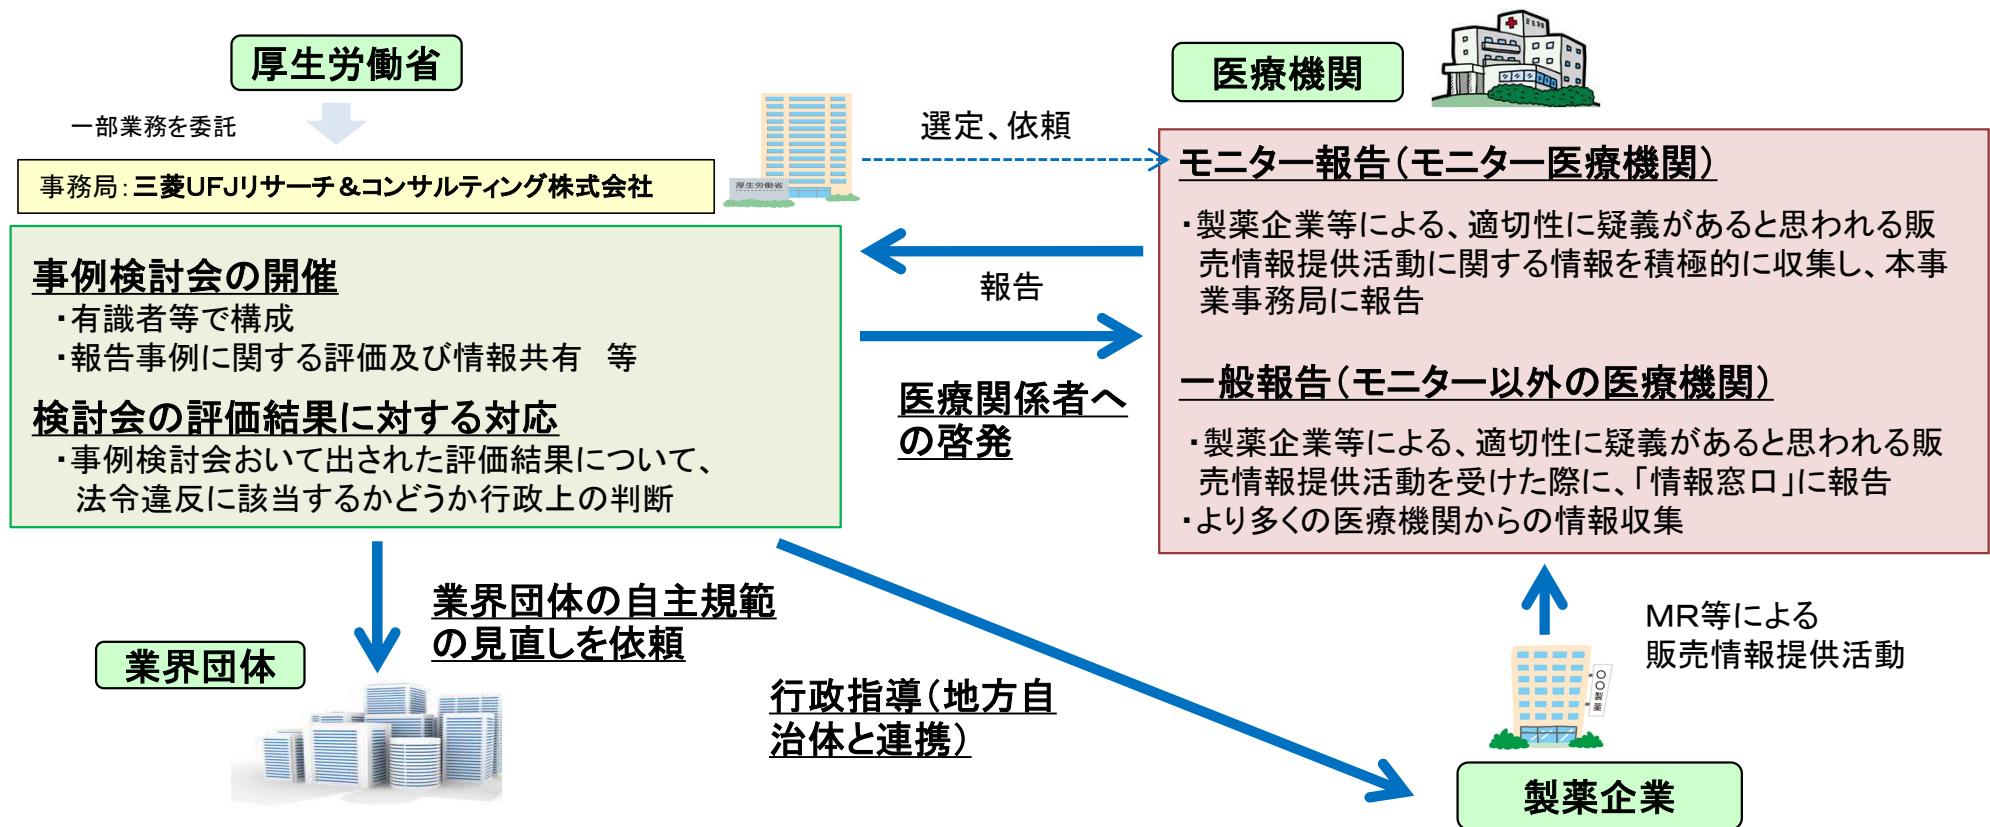 厚生労働省
一部業務を委託
事務局：三菱UFJリサーチ＆コンサルティング株式会社
厚生労働省
事例検討会の開催
・有識者等で構成
・報告事例に関する評価及び情報共有　等
検討会の評価結果に対する対応
・事例検討会おいて出された評価結果について、
法令違反に該当するかどうか行政上の判断
選定、依頼
報告
医療関係者へ
の啓発
医療機関
モニター報告（モニター医療機関）
・製薬企業等による、適切性に疑義があると思われる販
売情報提供活動に関する情報を積極的に収集し、本事
業事務局に報告
一般報告（モニター以外の医療機関）
・製薬企業等による、適切性に疑義があると思われる販
売情報提供活動を受けた際に、「情報窓口」に報告
・より多くの医療機関からの情報収集
業界団体の自主規範
の見直しを依頼
業界団体
行政指導（地方自
治体と連携）
ＭＲ等による
販売情報提供活動
〇〇製薬
製薬企業